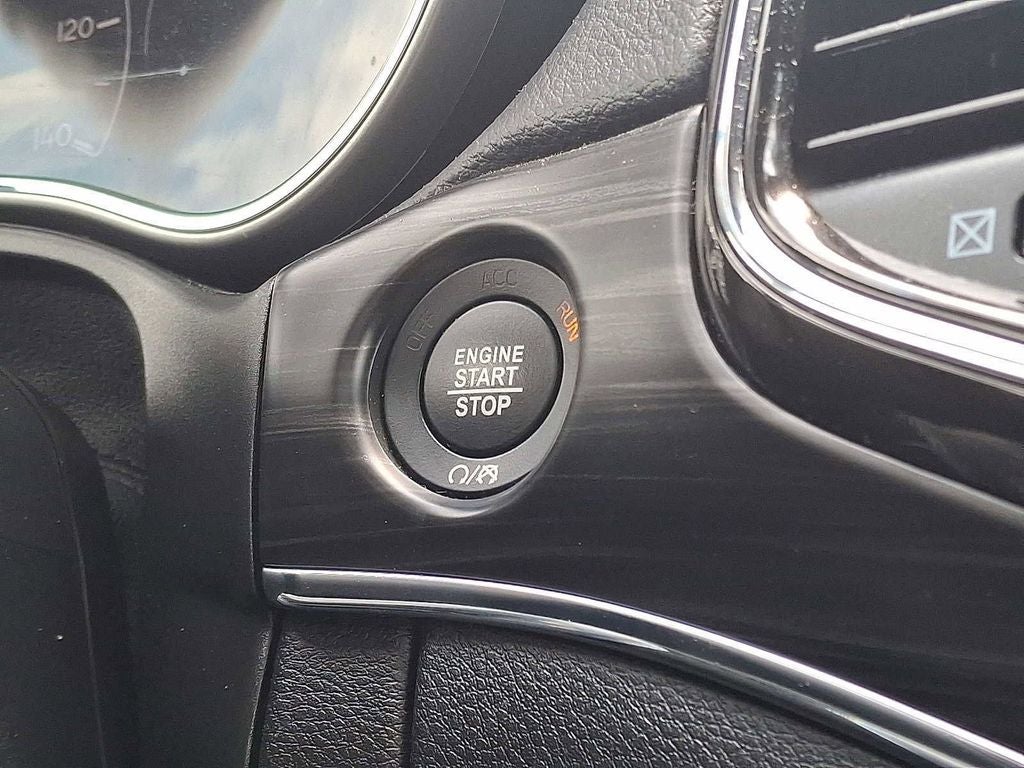 120
140
ACC
OFF
RUN
ENGINE
START
STOP